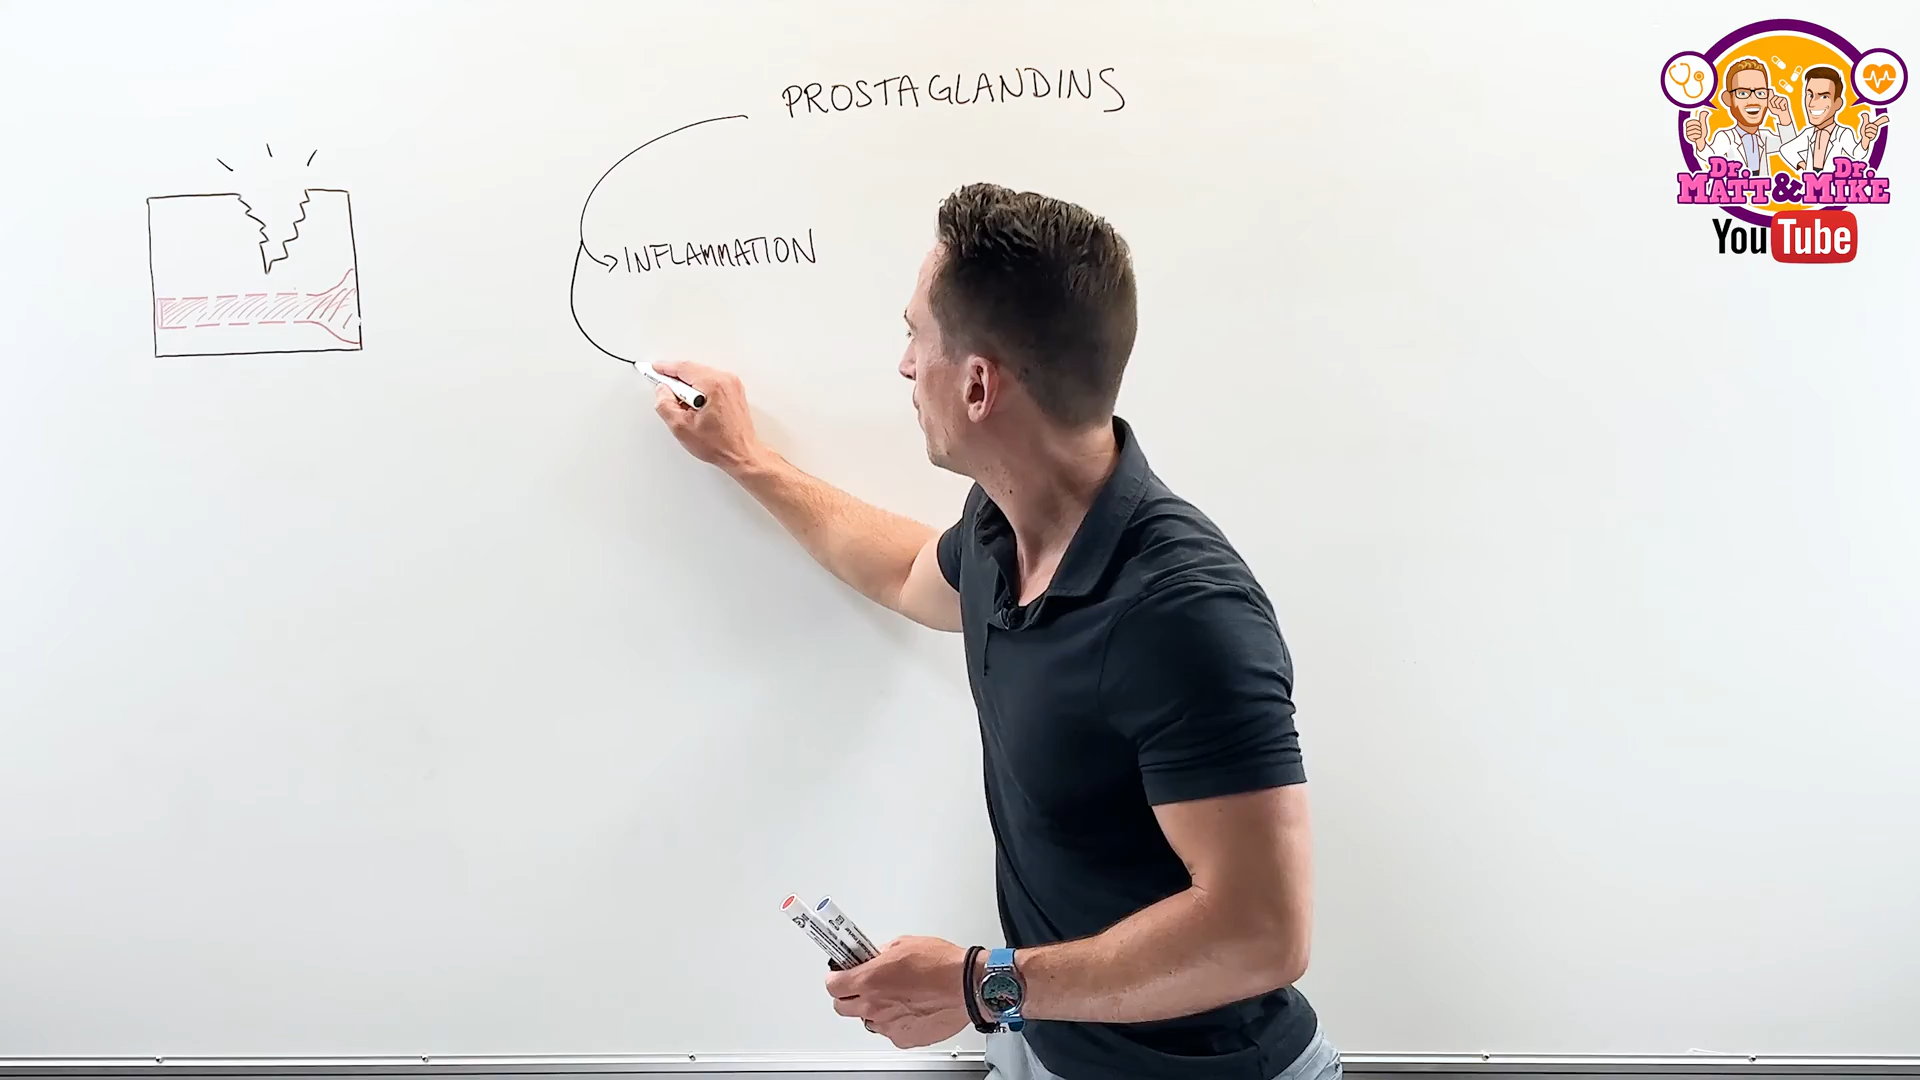 PROSTAGLANDINS
INFLAMMATION
Dr. Dr.
MATT & MIKE
YouTube